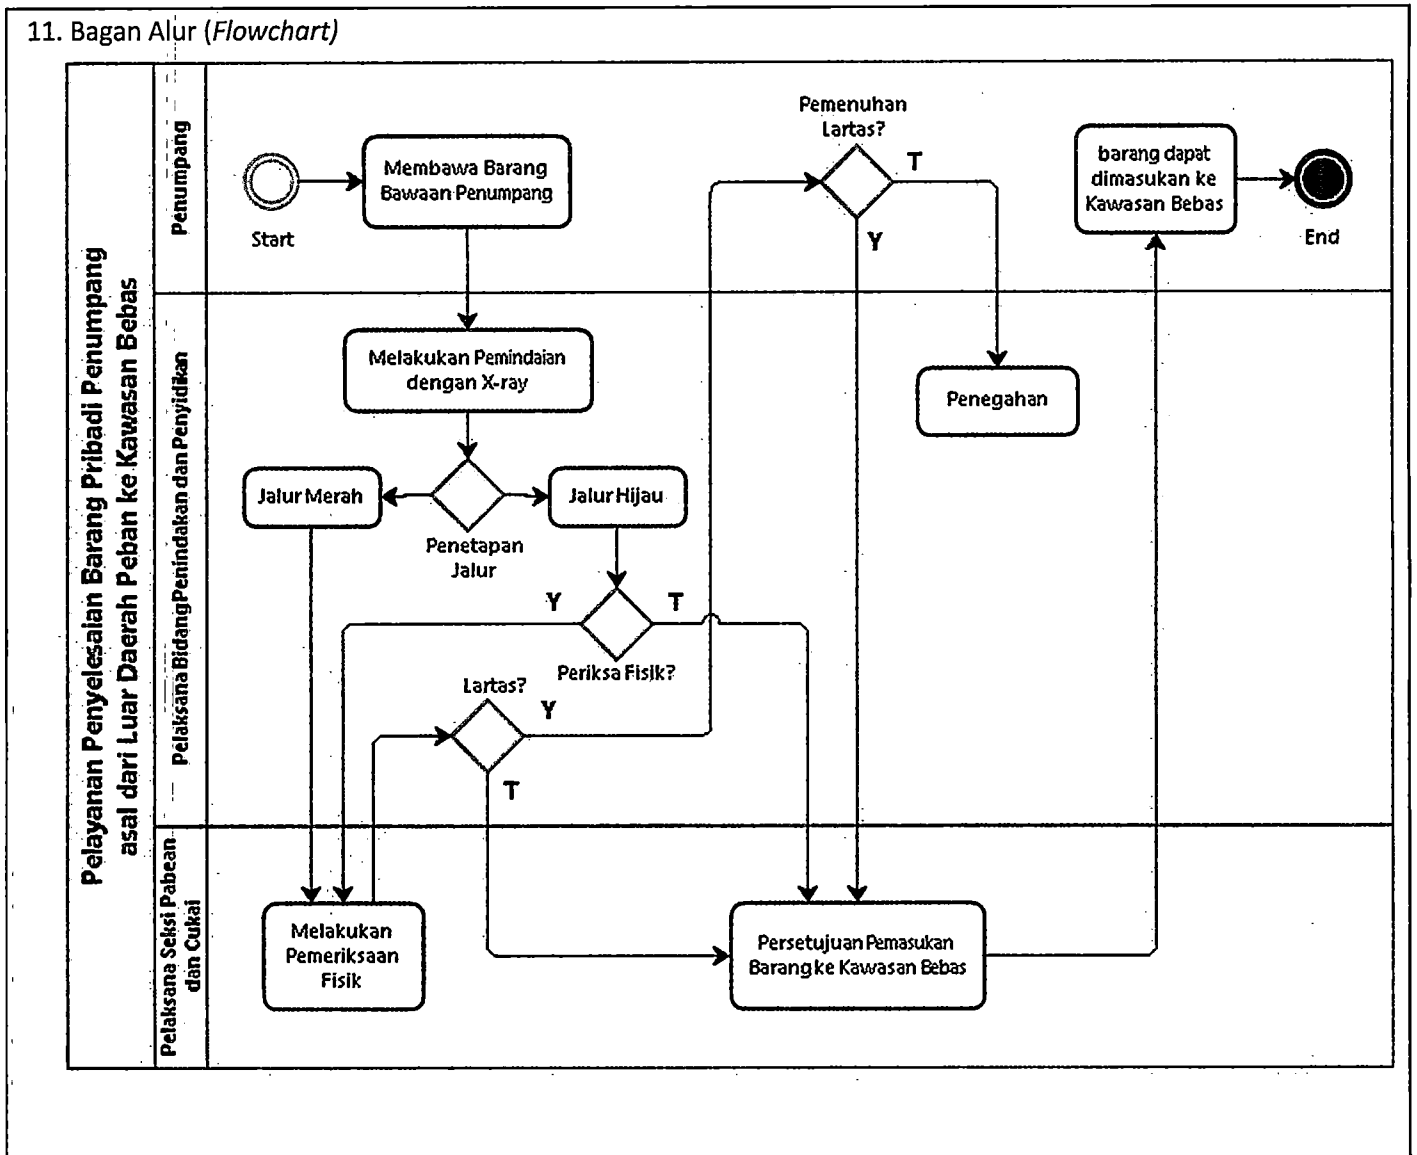 11. Bagan Alur (Flowchart)
Pelayanan Penyelesaian Barang Pribadi Penumpang
asal dari Luar Daerah Peban ke Kawasan Bebas
Penumpang
Start
Membawa Barang
Bawaan Penumpang
Pemenuhan
Lartas?
T
Y
barang dapat
dimasukan ke
Kawasan Bebas
End
Pelaksana Bidang Penindakan dan Penyidikan
Melakukan Pemindaian
dengan X-ray
Penegahan
Jalur Merah
Jalur Hijau
Penetapan
Jalur
Y
T
Periksa Fisik?
Lartas?
Y
T
Pelaksana Seksi Pabean
dan Cukai
Melakukan
Pemeriksaan
Fisik
Persetujuan Pemasukan
Barang ke Kawasan Bebas